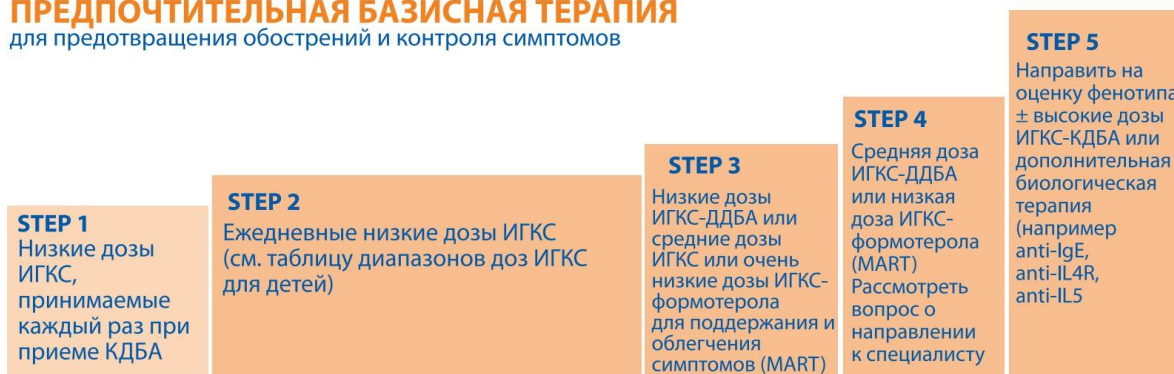 ПРЕДПОЧТИТЕЛЬНАЯ БАЗИСНАЯ ТЕРАПИЯ
для предотвращения обострений и контроля симптомов
STEP 1
Низкие дозы
ИГКС,
принимаемые
каждый раз при
приеме КДБА
STEP 2
Ежедневные низкие дозы ИГКС
(см. таблицу диапазонов доз ИГКС
для детей)
STEP 3
Низкие дозы
ИГКС-ДДБА или
средние дозы
ИГКС или очень
низкие дозы ИГКС-
формотерола
для поддержания и
облегчения
симптомов (MART)
STEP 4
Средняя доза
ИГКС-ДДБА
или низкая
доза ИГКС-
формотерола
(MART)
Рассмотреть
вопрос о
направлении
к специалисту
STEP 5
Направить на
оценку фенотипа
± высокие дозы
ИГКС-КДБА или
дополнительная
биологическая
терапия
(например
anti-IgE,
anti-IL4R,
anti-IL5